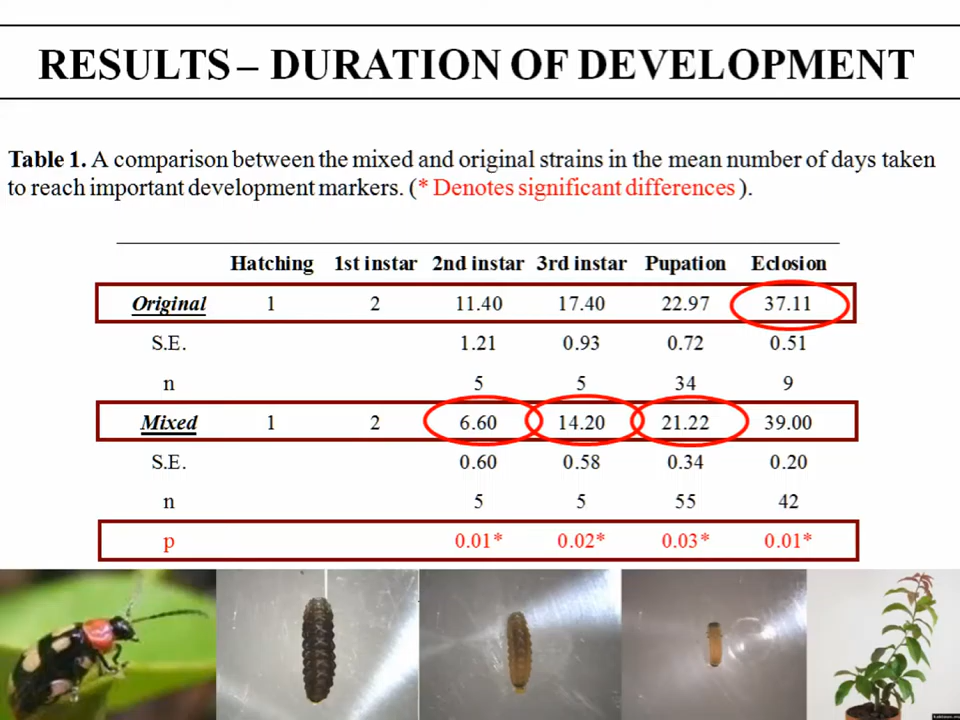 RESULTS – DURATION OF DEVELOPMENT
Table 1. A comparison between the mixed and original strains in the mean number of days taken
to reach important development markers. (* Denotes significant differences ).
Hatching 1st instar 2nd instar 3rd instar Pupation Eclosion
Original 1 2 11.40 17.40 22.97 37.11
S.E. 1.21 0.93 0.72 0.51
n 5 5 34 9
Mixed 1 2 6.60 14.20 21.22 39.00
S.E. 0.60 0.58 0.34 0.20
n 5 5 55 42
p 0.01* 0.02* 0.03* 0.01*